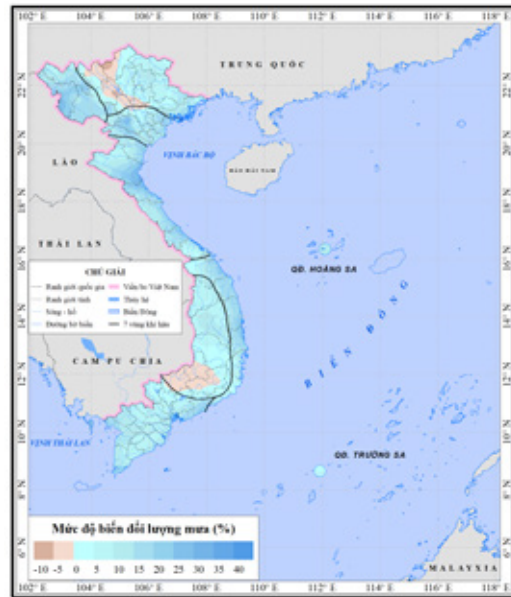 102° E 104° E 106° E 108° E 110° E 112° E 114° E 116° E 118° E
TRUNG QUỐC
22° N
20° N
VỊNH BẮC BỘ
LÀO
ĐẢO HẢI NAM
18° N
THÁI LAN
16° N
QĐ. HOÀNG SA
CHÚ GIẢI
Ranh giới quốc gia
Viền bo Việt Nam
Ranh giới tỉnh
Thủy hệ
Sông - hồ
Biển Đông
Đường bờ biển
7 vùng khí hậu
14° N
BIỂN ĐÔNG
CAM PU CHIA
12° N
10° N
VỊNH THÁI LAN
QĐ. TRƯỜNG SA
8° N
6° N
Mức độ biến đổi lượng mưa (%)
-10 -5 0 5 10 15 20 25 30 35 40
MALAYXIA
102° E 104° E 106° E 108° E 110° E 112° E 114° E 116° E 118° E